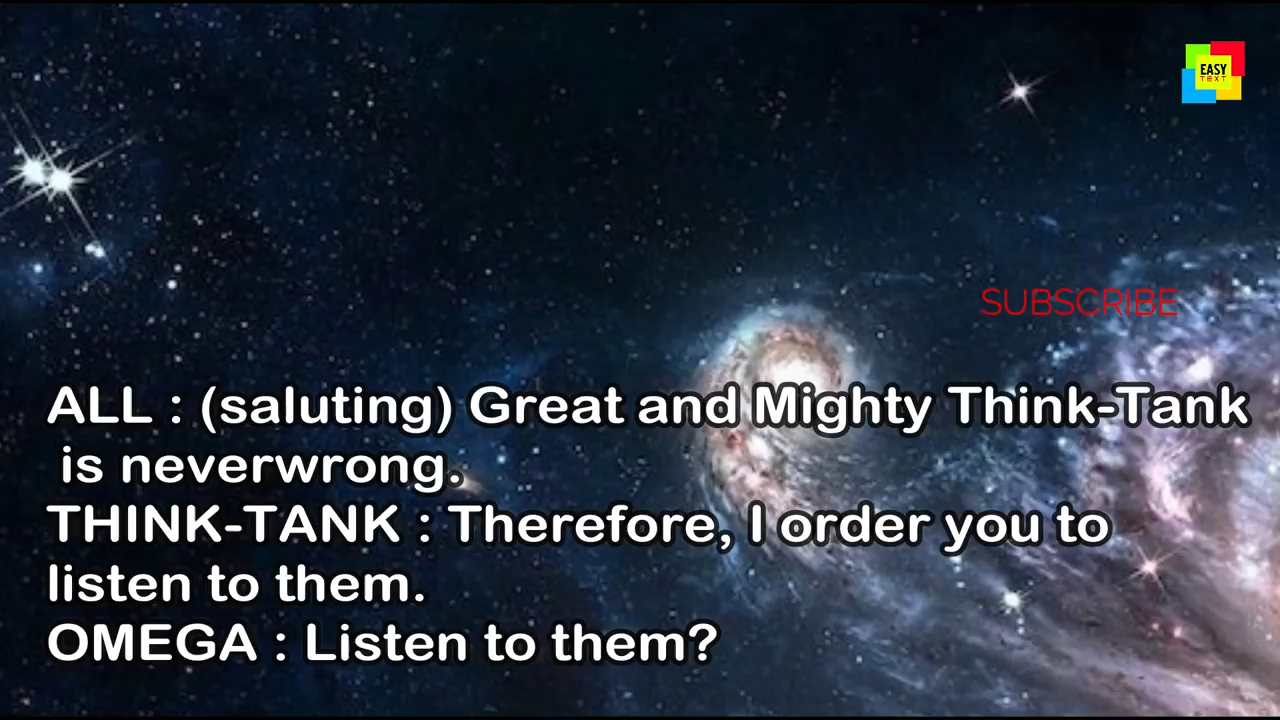 EASY
TEXT
SUBSCRIBE
ALL : (saluting) Great and Mighty Think-Tank
is neverwrong.
THINK-TANK : Therefore, I order you to
listen to them.
OMEGA : Listen to them?